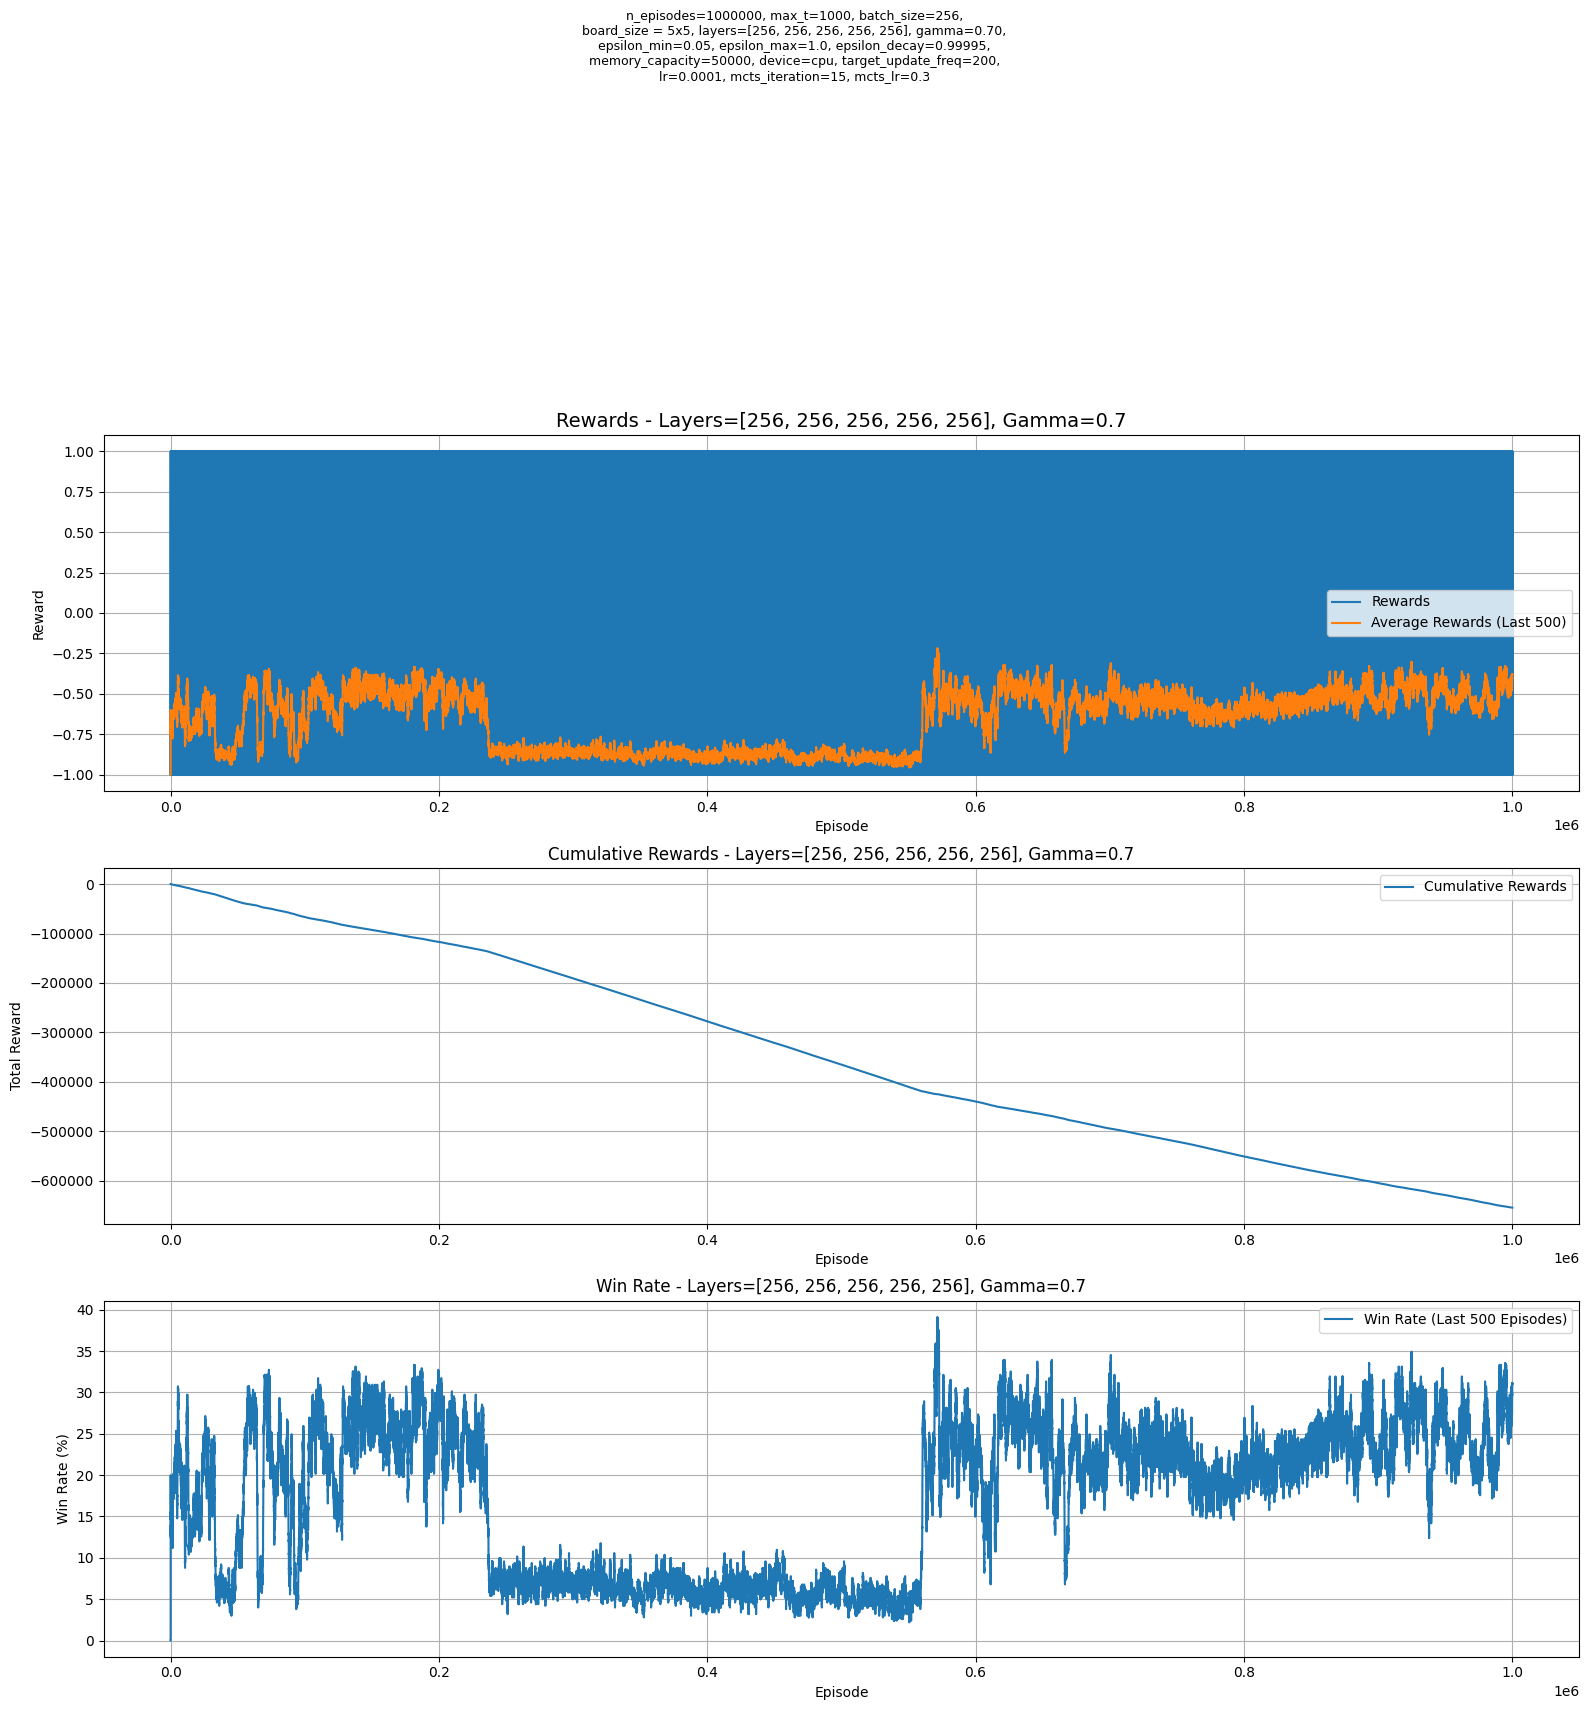 n_episodes=1000000, max_t=1000, batch_size=256,
board_size = 5x5, layers=[256, 256, 256, 256, 256], gamma=0.70,
epsilon_min=0.05, epsilon_max=1.0, epsilon_decay=0.99995,
memory_capacity=50000, device=cpu, target_update_freq=200,
lr=0.0001, mcts_iteration=15, mcts_lr=0.3
Rewards - Layers=[256, 256, 256, 256, 256], Gamma=0.7
Reward
1.00
0.75
0.50
0.25
0.00
−0.25
−0.50
−0.75
−1.00
Rewards
Average Rewards (Last 500)
0.0
0.2
0.4
0.6
0.8
1.0
1e6
Episode
Cumulative Rewards - Layers=[256, 256, 256, 256, 256], Gamma=0.7
Total Reward
0
−100000
−200000
−300000
−400000
−500000
−600000
Cumulative Rewards
0.0
0.2
0.4
0.6
0.8
1.0
1e6
Episode
Win Rate - Layers=[256, 256, 256, 256, 256], Gamma=0.7
Win Rate (%)
40
35
30
25
20
15
10
5
0
Win Rate (Last 500 Episodes)
0.0
0.2
0.4
0.6
0.8
1.0
1e6
Episode